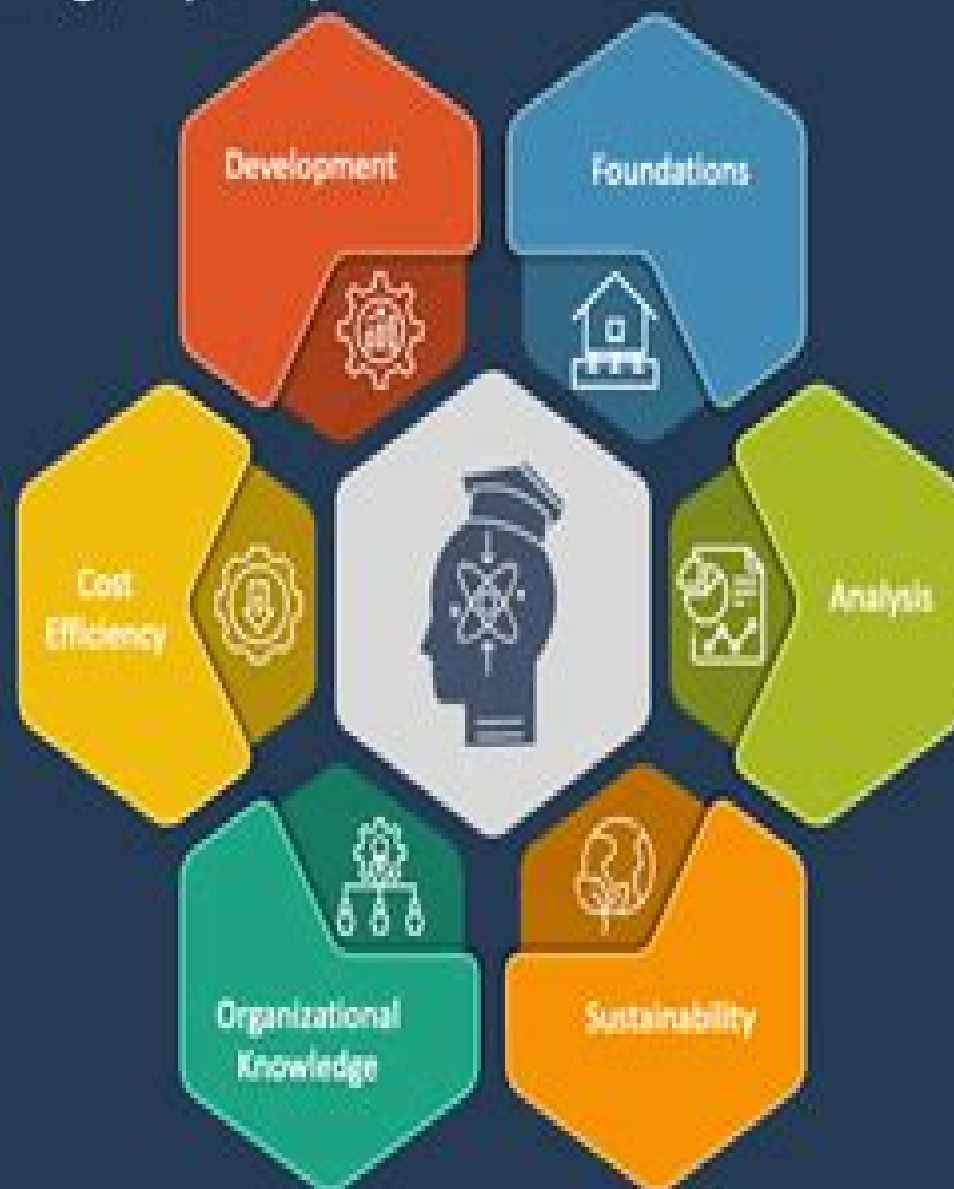 Development
Foundations
Cost
Efficiency
Analysis
Organizational
Knowledge
Sustainability